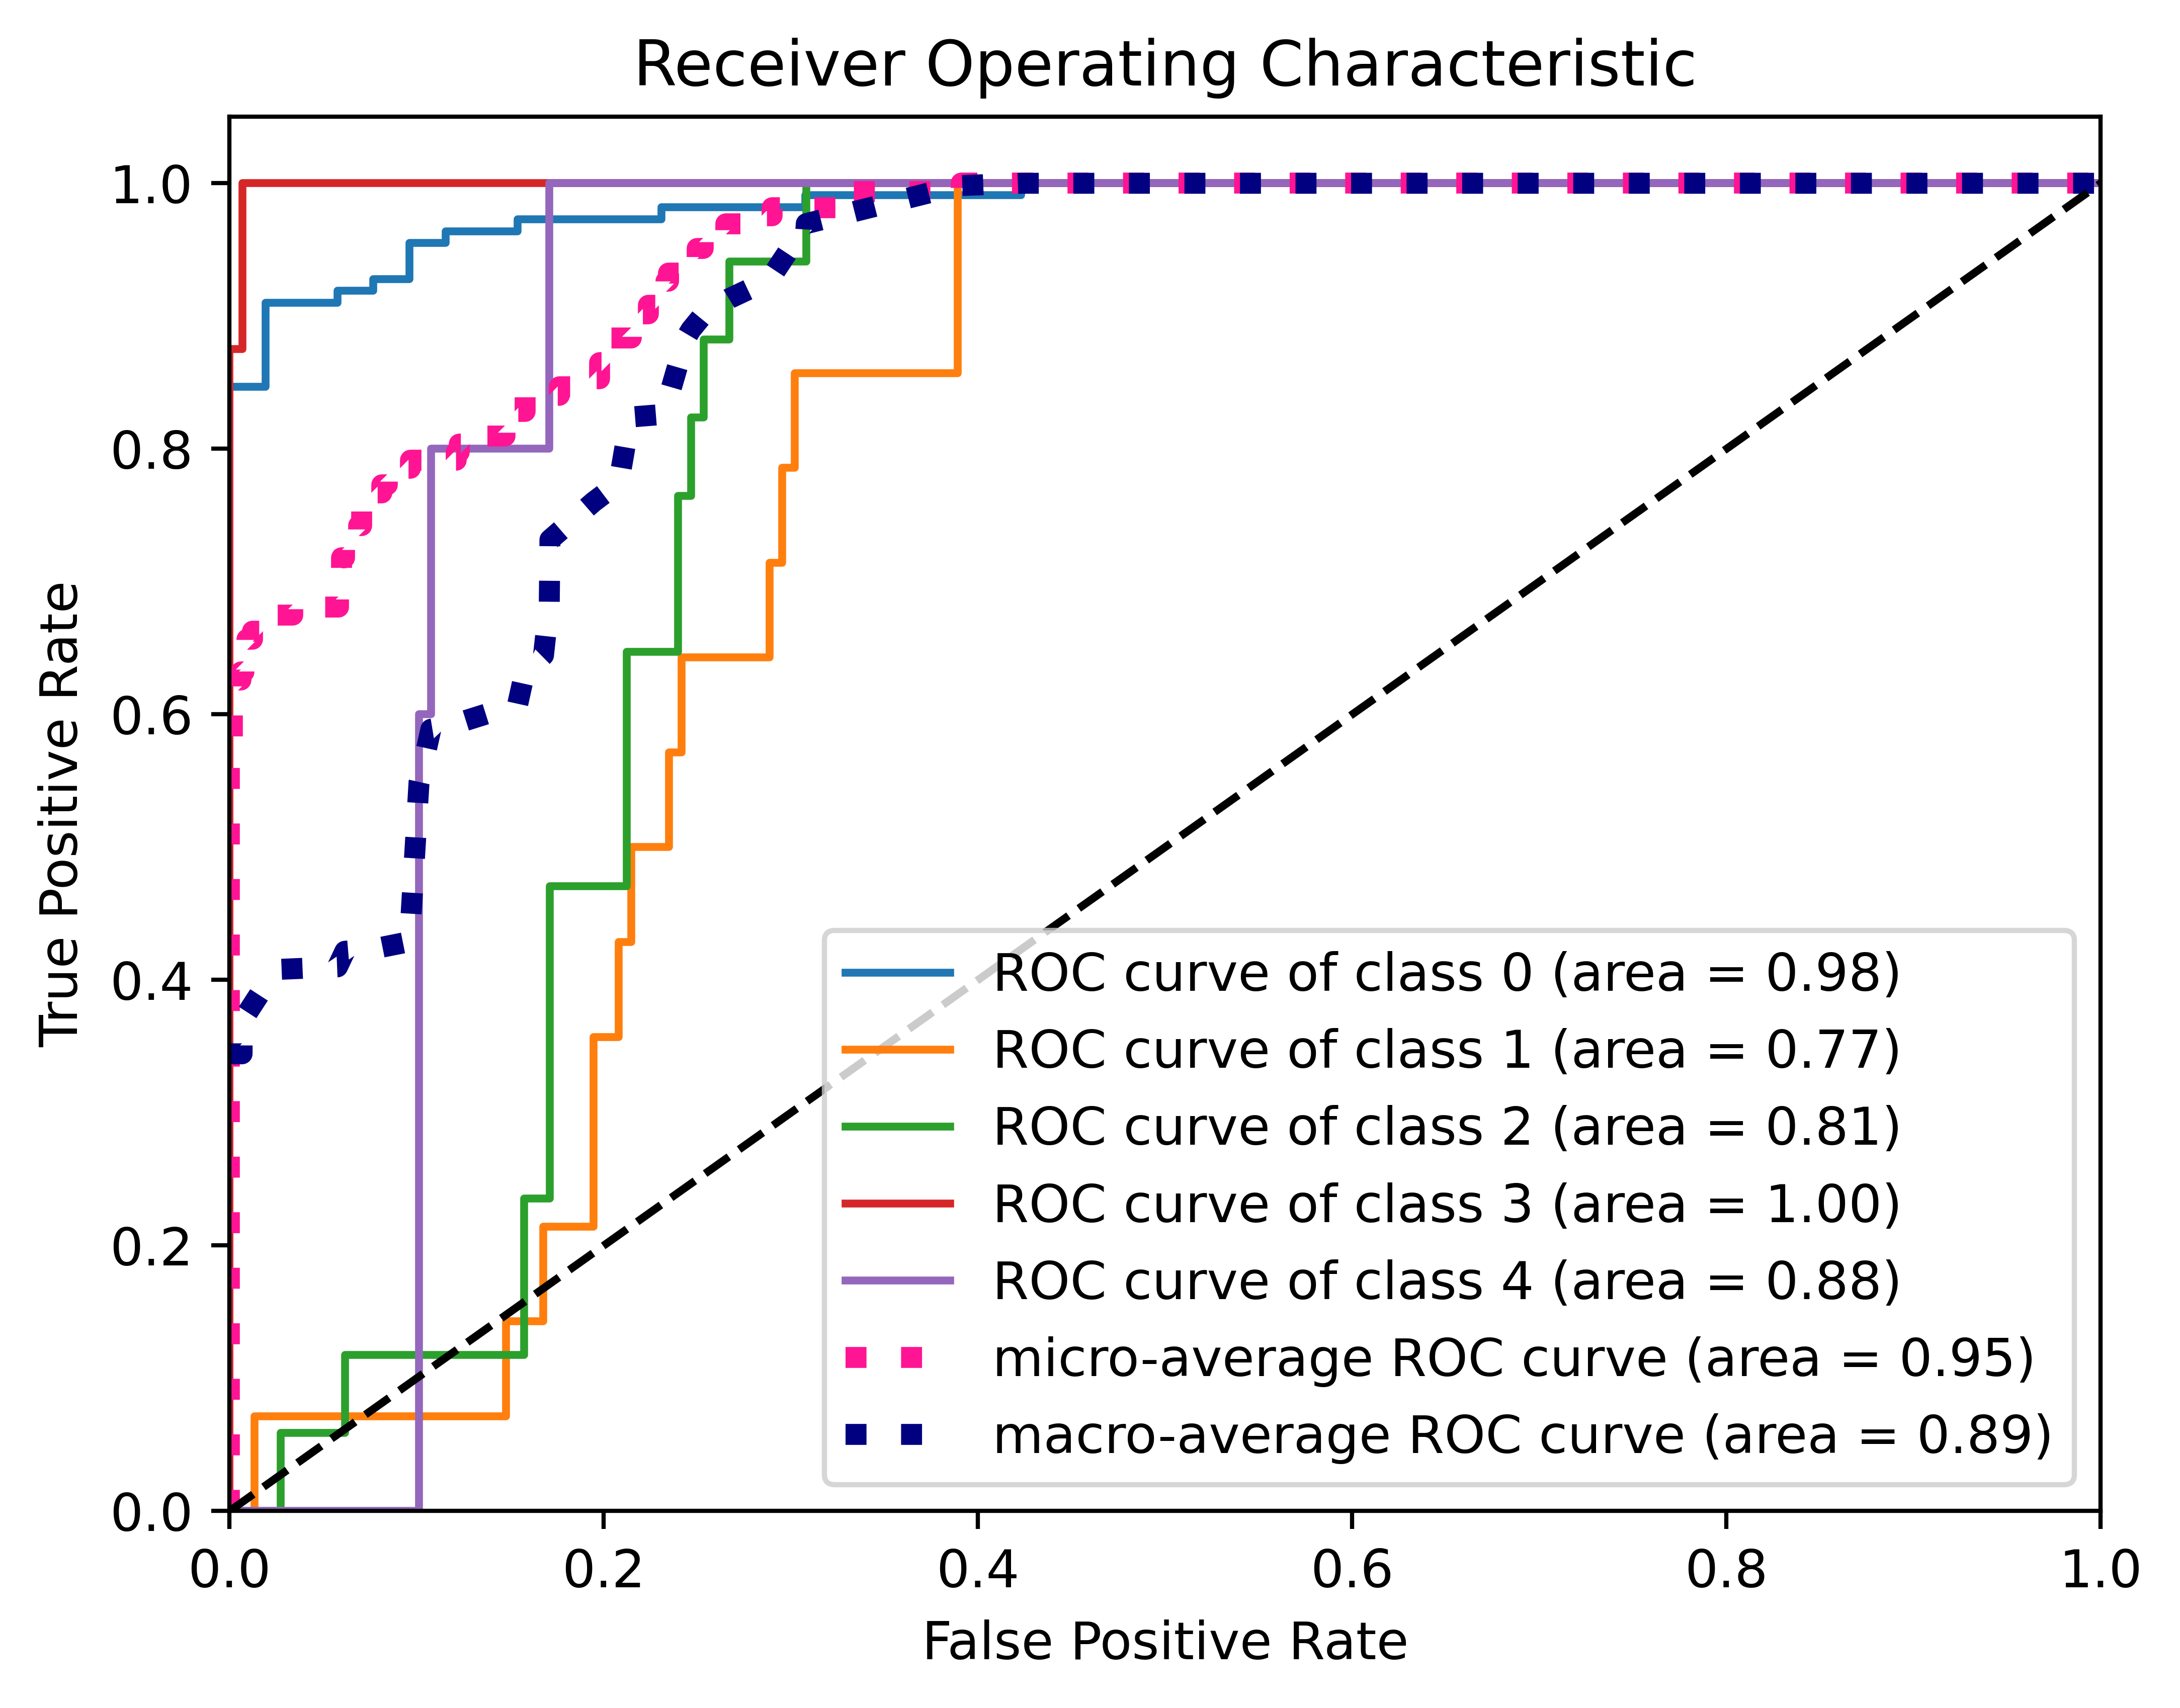 Receiver Operating Characteristic
1.0
0.8
0.6
0.4
0.2
0.0
True Positive Rate
ROC curve of class 0 (area = 0.98)
ROC curve of class 1 (area = 0.77)
ROC curve of class 2 (area = 0.81)
ROC curve of class 3 (area = 1.00)
ROC curve of class 4 (area = 0.88)
micro-average ROC curve (area = 0.95)
macro-average ROC curve (area = 0.89)
0.0 0.2 0.4 0.6 0.8 1.0
False Positive Rate